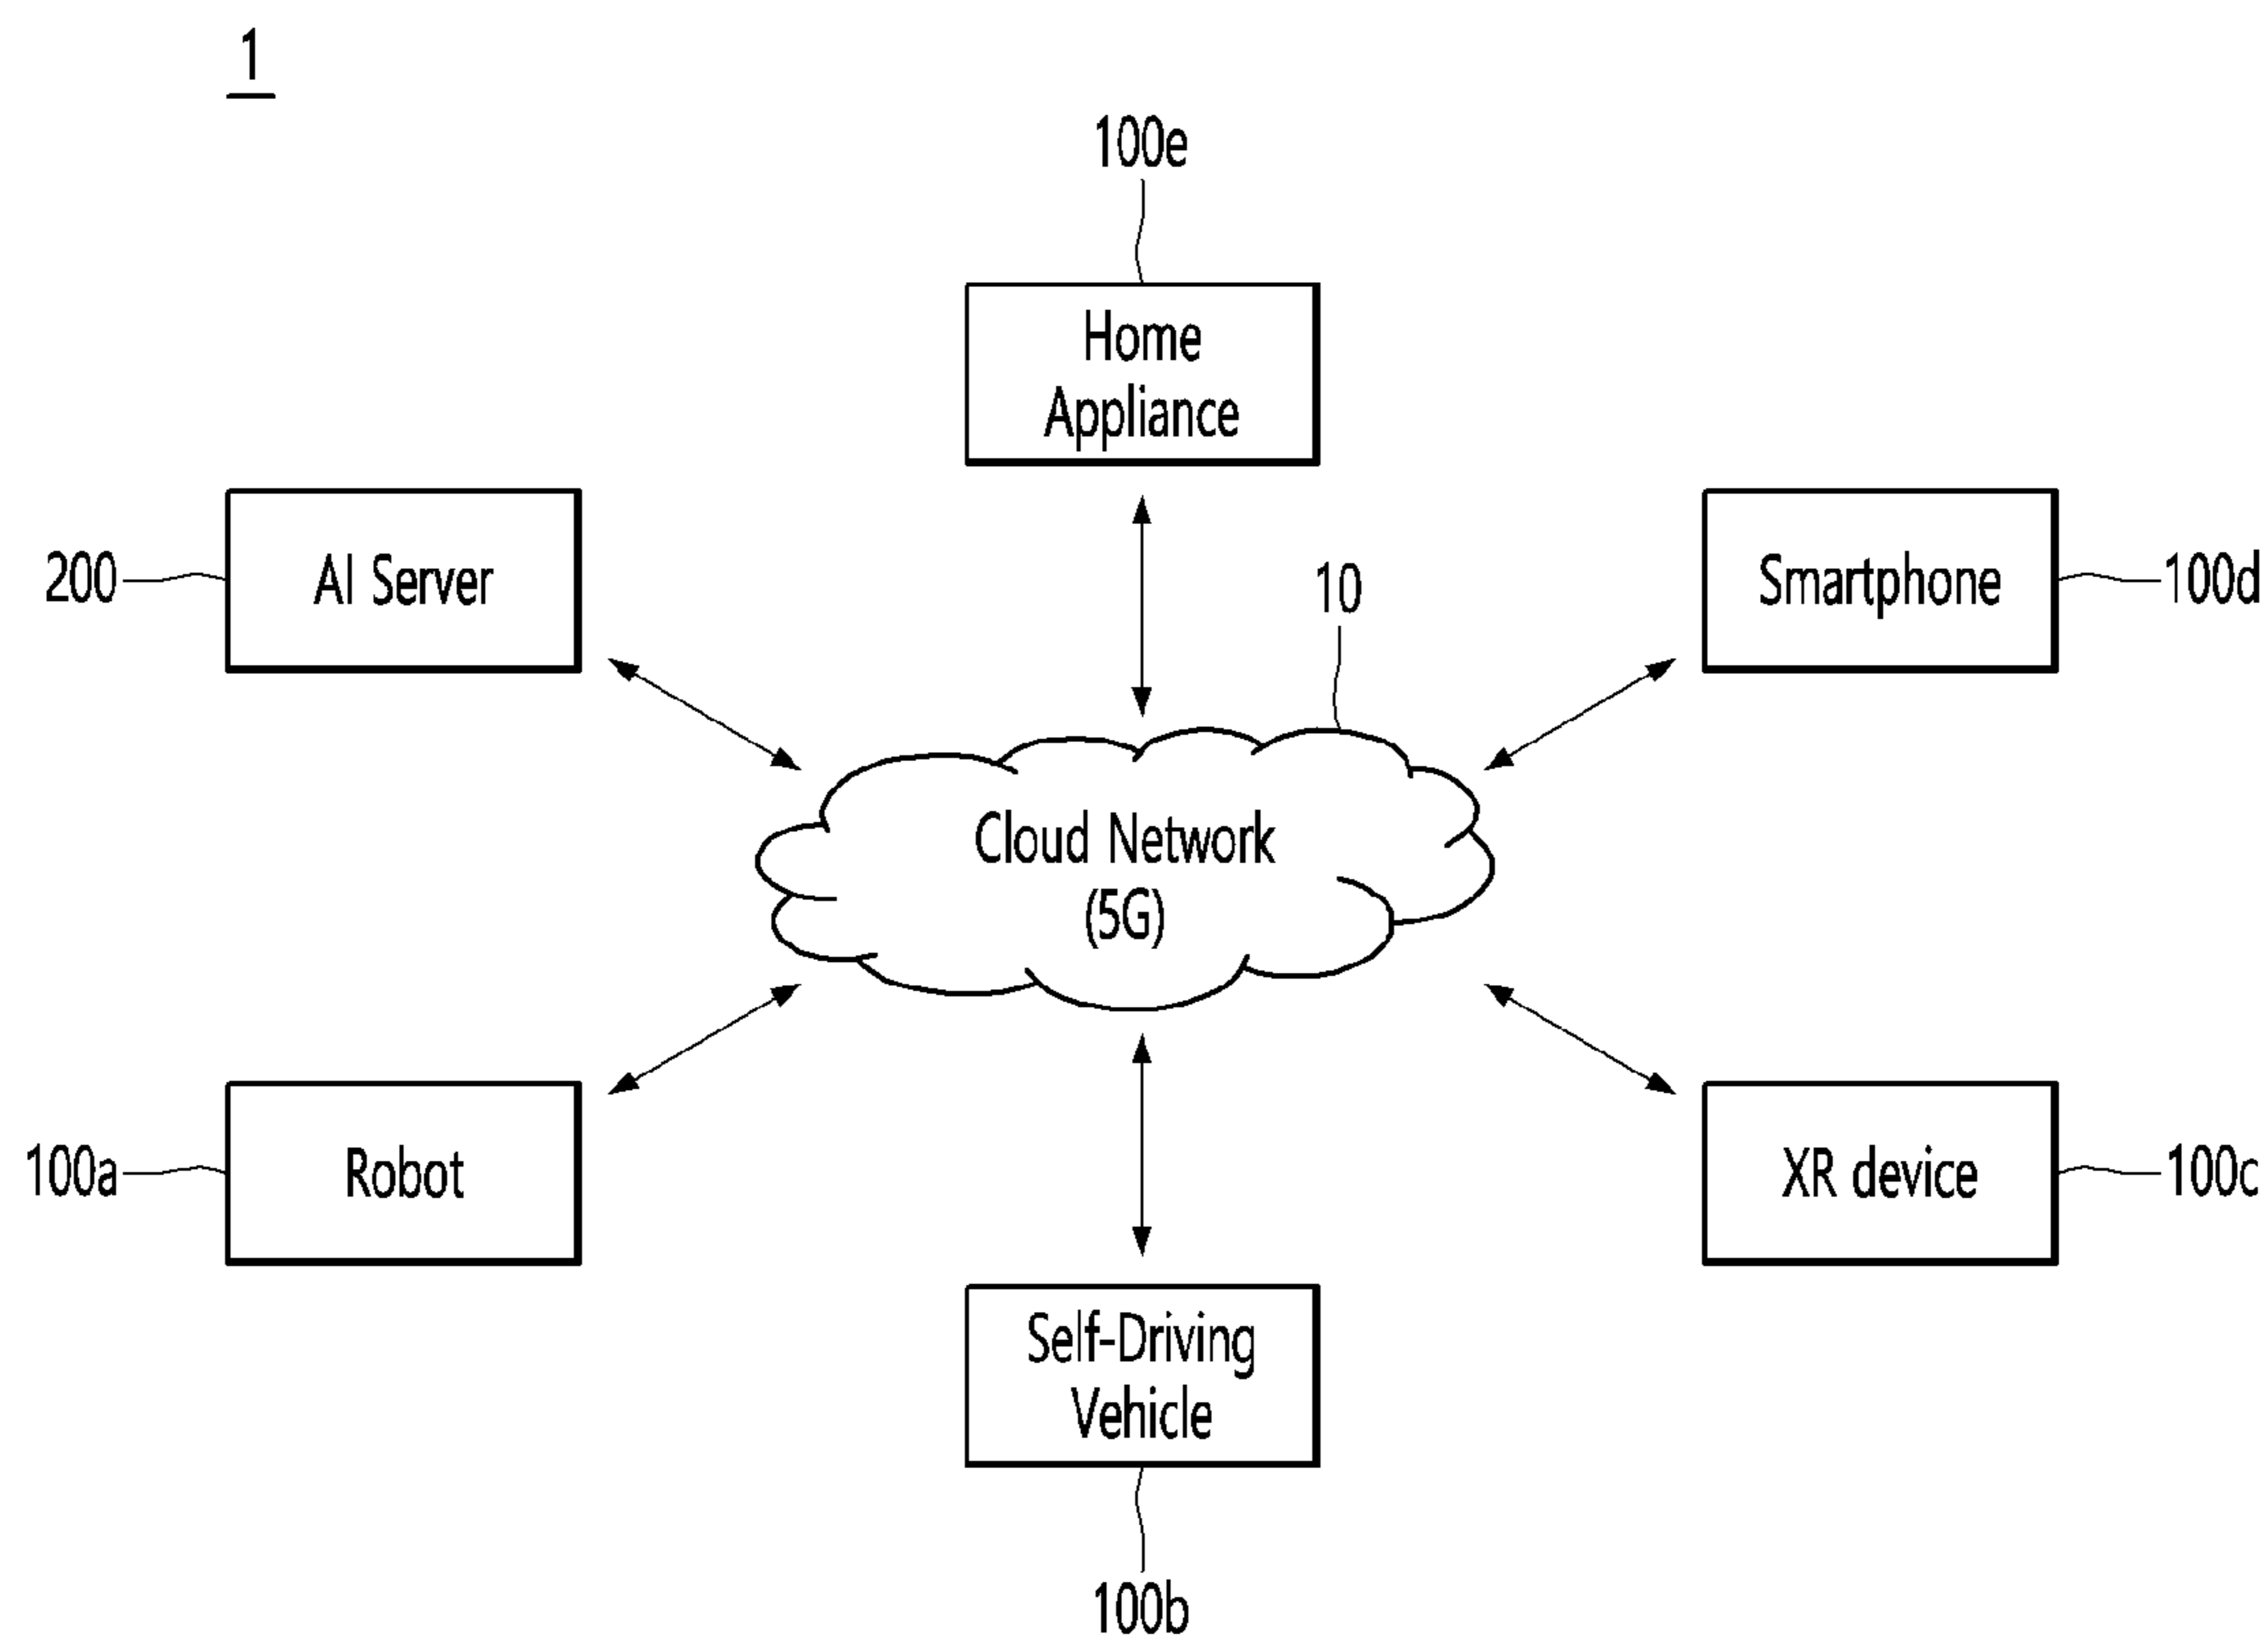 1
100e
Home
Appliance
200
AI Server
10
Smartphone
100d
Cloud Network
(5G)
100a
Robot
XR device
100c
Self-Driving
Vehicle
100b